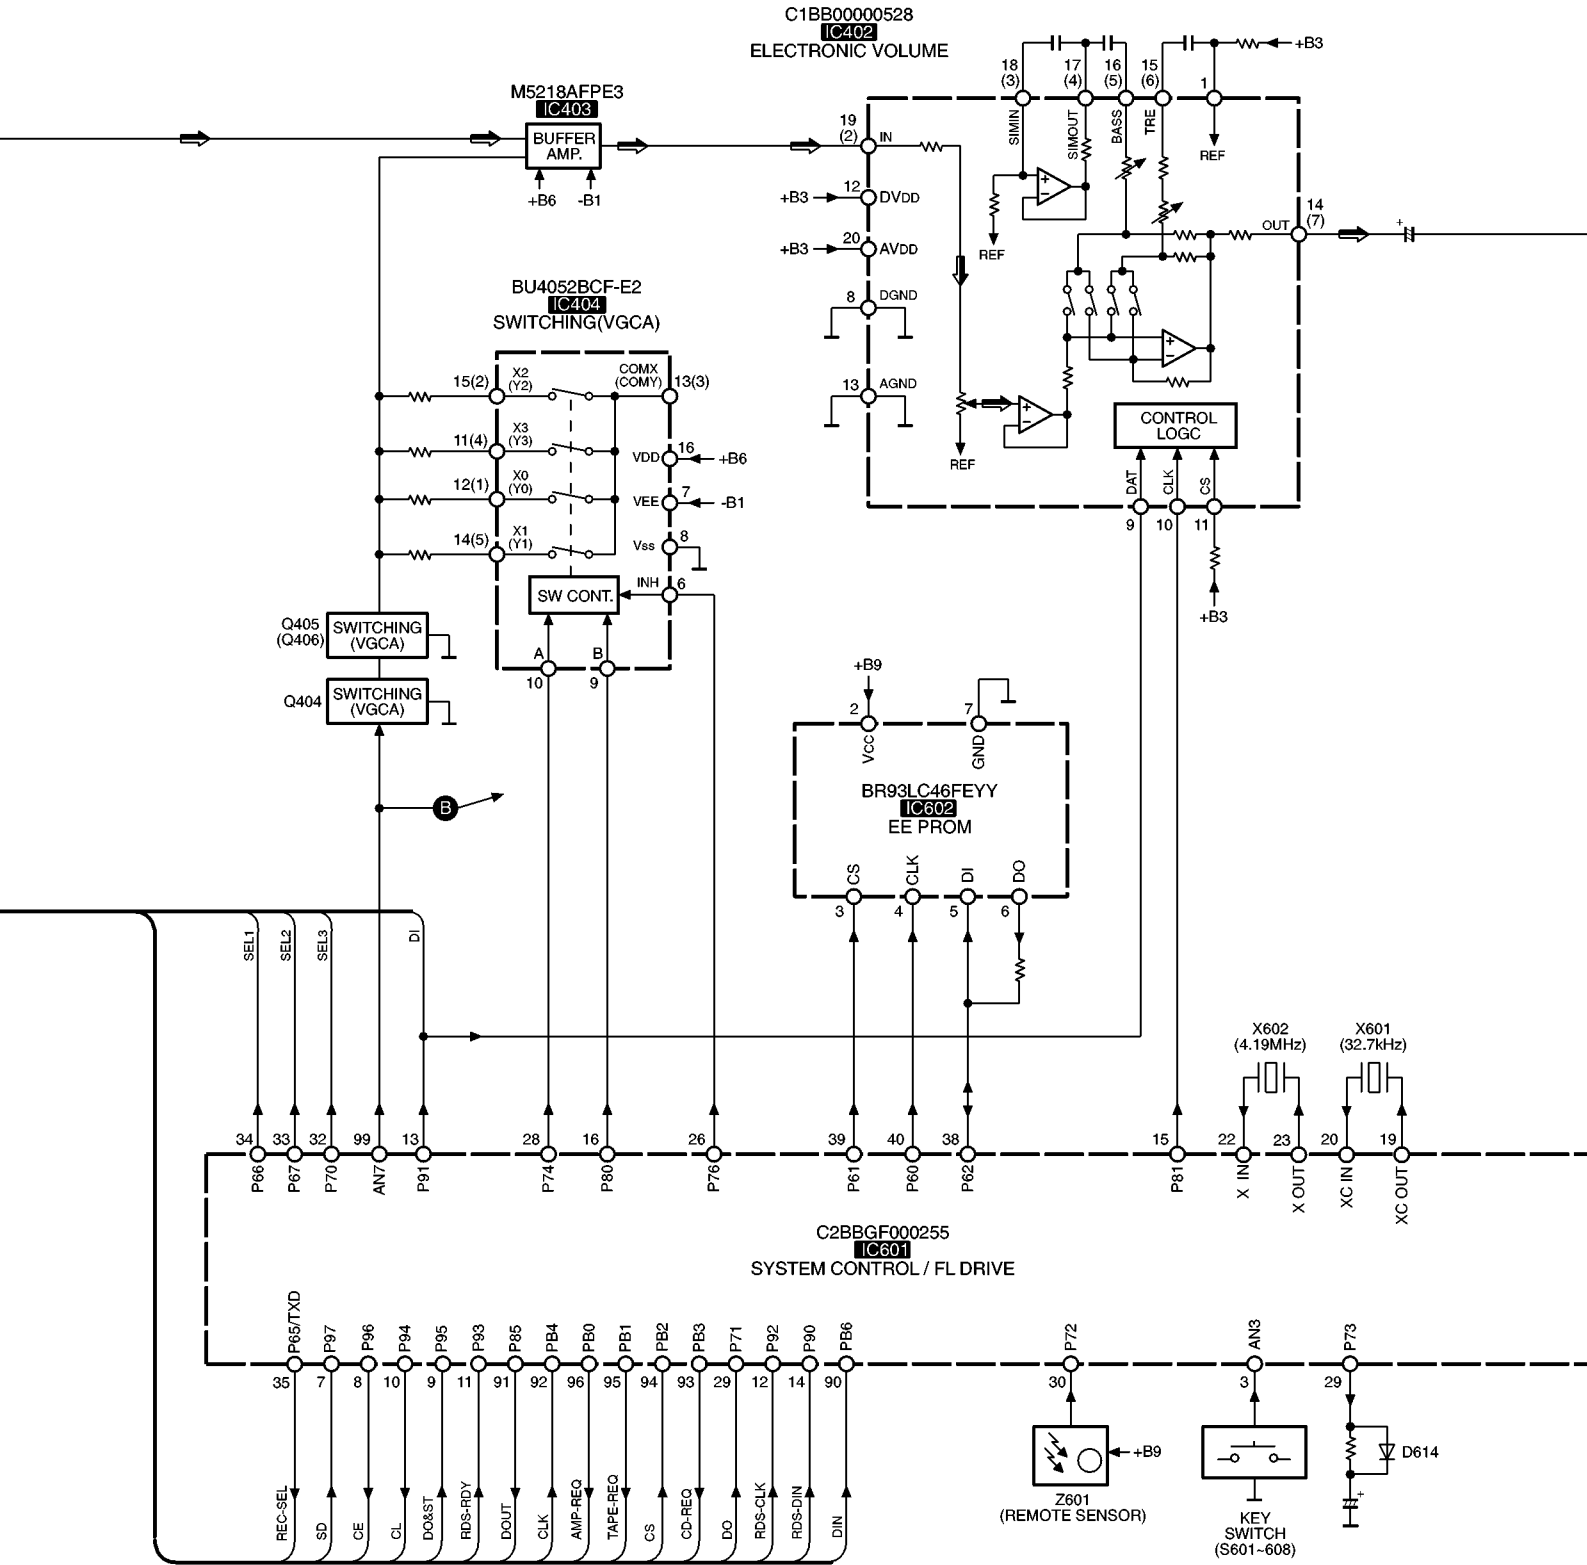 C1BB00000528
IC402
ELECTRONIC VOLUME
18
(3)
17
(4)
16
(5)
15
(6)
1
+B3
SIMIN
SIMOUT
BASS
TRE
REF
M5218AFPE3
IC403
BUFFER
AMP.
+B6
-B1
19
(2)
IN
+B3
12
DVDD
+B3
20
AVDD
8
DGND
13
AGND
REF
REF
OUT
14
(7)
+
+
−
+
−
+
−
CONTROL
LOGC
DAT
CLK
CS
9
10
11
+B3
BU4052BCF-E2
IC404
SWITCHING(VGCA)
15(2)
X2
(Y2)
COMX
(COMY)
13(3)
11(4)
X3
(Y3)
VDD
16
+B6
12(1)
X0
(Y0)
VEE
7
-B1
14(5)
X1
(Y1)
Vss
8
INH
6
SW CONT.
A
B
10
9
Q405
(Q406)
SWITCHING
(VGCA)
Q404
SWITCHING
(VGCA)
B
+B9
2
7
VCC
GND
BR93LC46FEYY
IC602
EE PROM
CS
CLK
DI
DO
3
4
5
6
SEL1
SEL2
SEL3
DI
X602
(4.19MHz)
X601
(32.7kHz)
34
33
32
99
13
28
16
26
39
40
38
15
22
23
20
19
P66
P67
P70
AN7
P91
P74
P80
P76
P61
P60
P62
P81
X IN
X OUT
XC IN
XC OUT
C2BBGF000255
IC601
SYSTEM CONTROL / FL DRIVE
P65/TXD
P97
P96
P94
P95
P93
P85
PB4
PB0
PB1
PB2
PB3
P71
P92
P90
PB6
P72
AN3
P73
35
7
8
10
9
11
91
92
96
95
94
93
29
12
14
90
30
3
29
REC-SEL
SD
CE
CL
DO&ST
RDS-RDY
DOUT
CLK
AMP-REQ
TAPE-REQ
CS
CD-REQ
DO
RDS-CLK
RDS-DIN
DIN
+B9
Z601
(REMOTE SENSOR)
KEY
SWITCH
(S601~608)
D614
+